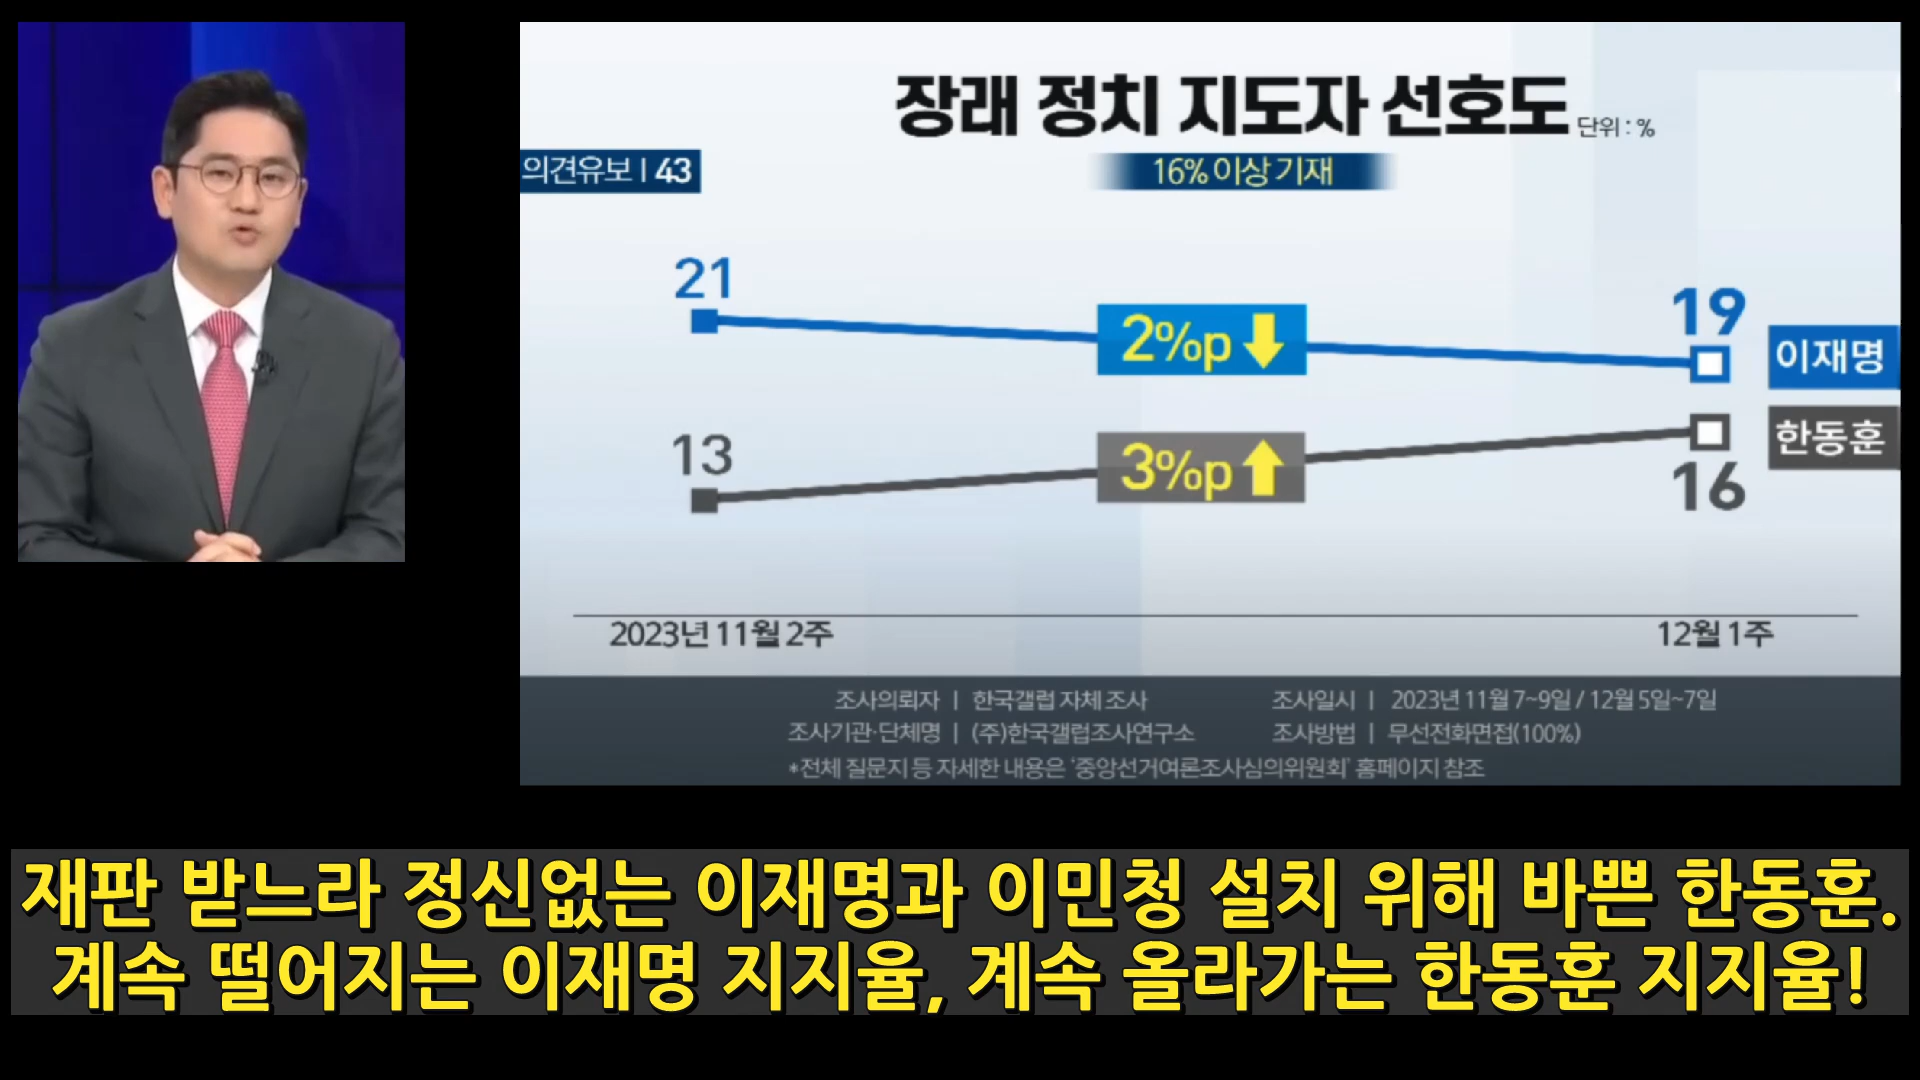 장래 정치 지도자 선호도 단위 : %
의견유보 | 43
16% 이상 기재
21
2%p
19
이재명
13
3%p
한동훈
16
2023년 11월 2주
12월 1주
조사의뢰자 | 한국갤럽 자체 조사
조사일시 | 2023년 11월 7~9일 / 12월 5일~7일
조사기관·단체명 | (주)한국갤럽조사연구소
조사방법 | 무선전화면접(100%)
*전체 질문지 등 자세한 내용은 '중앙선거여론조사심의위원회' 홈페이지 참조
재판 받느라 정신없는 이재명과 이민청 설치 위해 바쁜 한동훈.
계속 떨어지는 이재명 지지율, 계속 올라가는 한동훈 지지율!